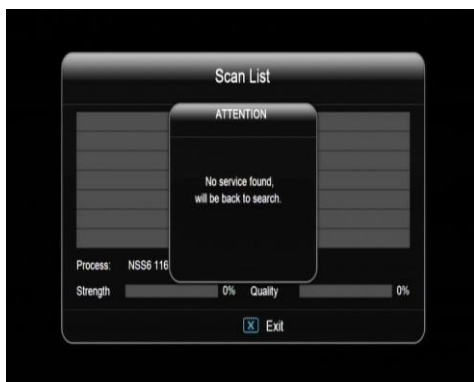 Scan List
ATTENTION
No service found,
will be back to search.
Process: NSS6 116
Strength 0% Quality 0%
X Exit